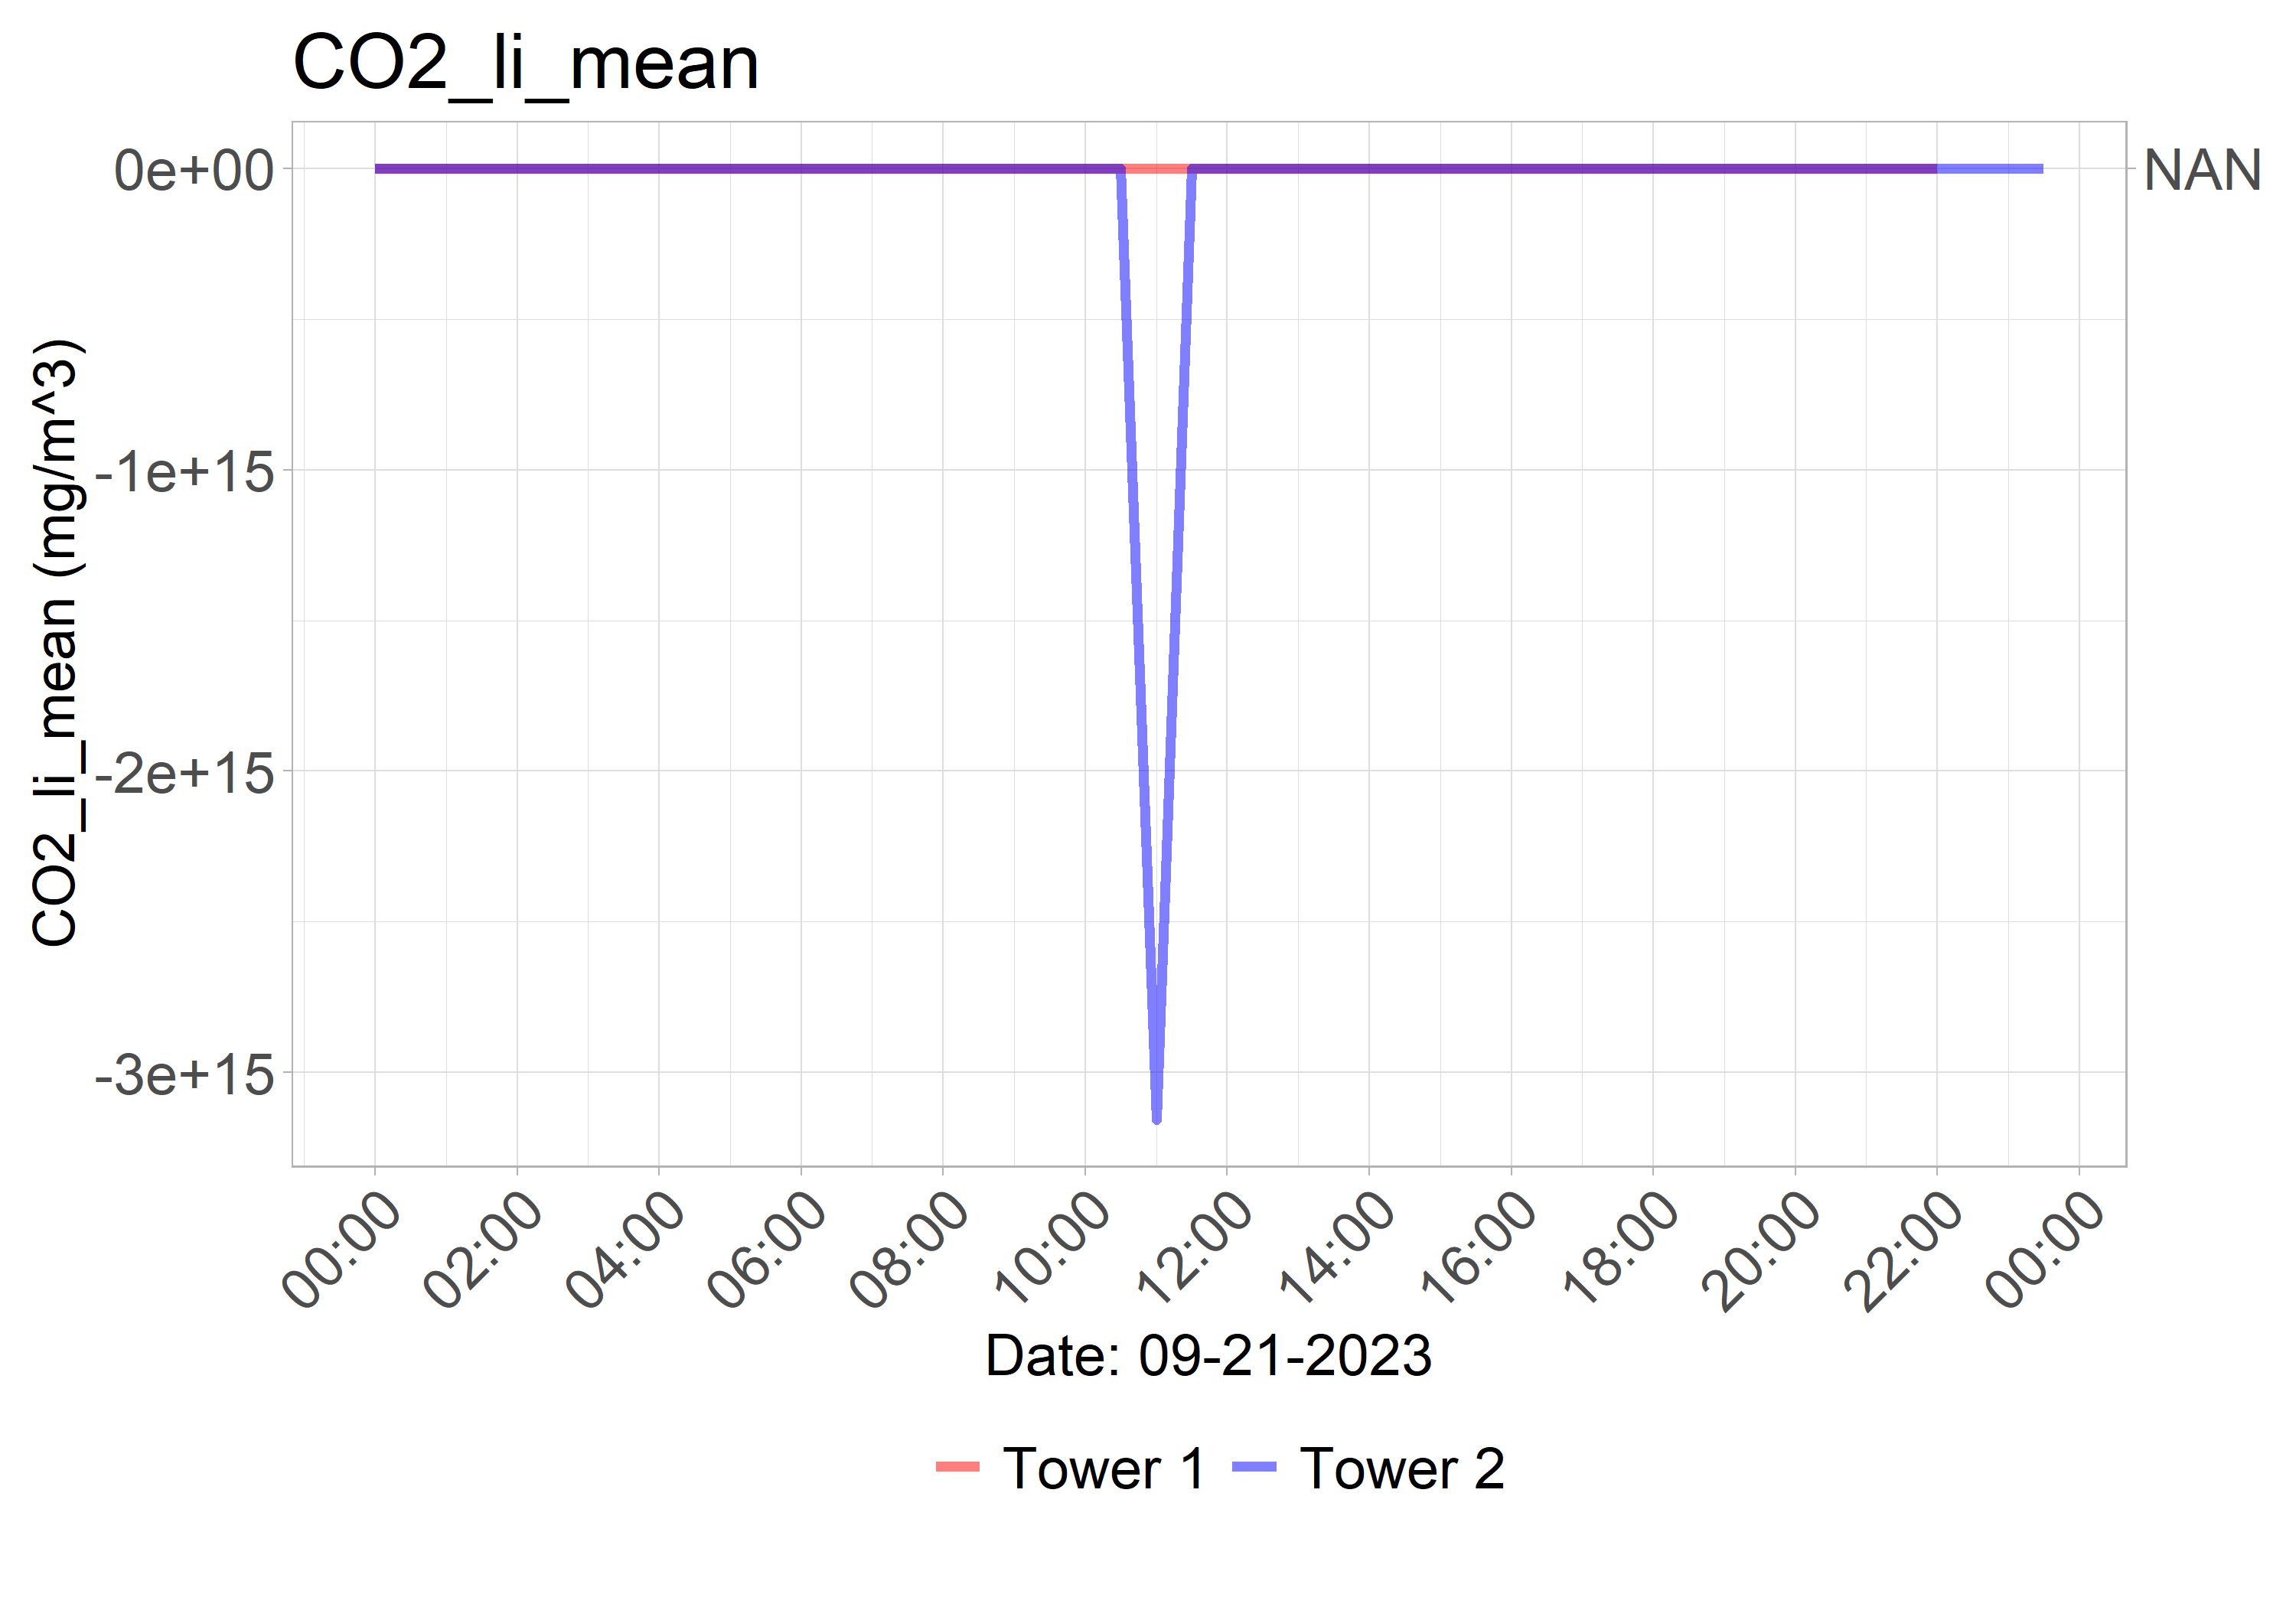 CO2_li_mean
CO2_li_mean (mg/m^3)
0e+00
-1e+15
-2e+15
-3e+15
NAN
00:00
02:00
04:00
06:00
08:00
10:00
12:00
14:00
16:00
18:00
20:00
22:00
00:00
Date: 09-21-2023
Tower 1 Tower 2